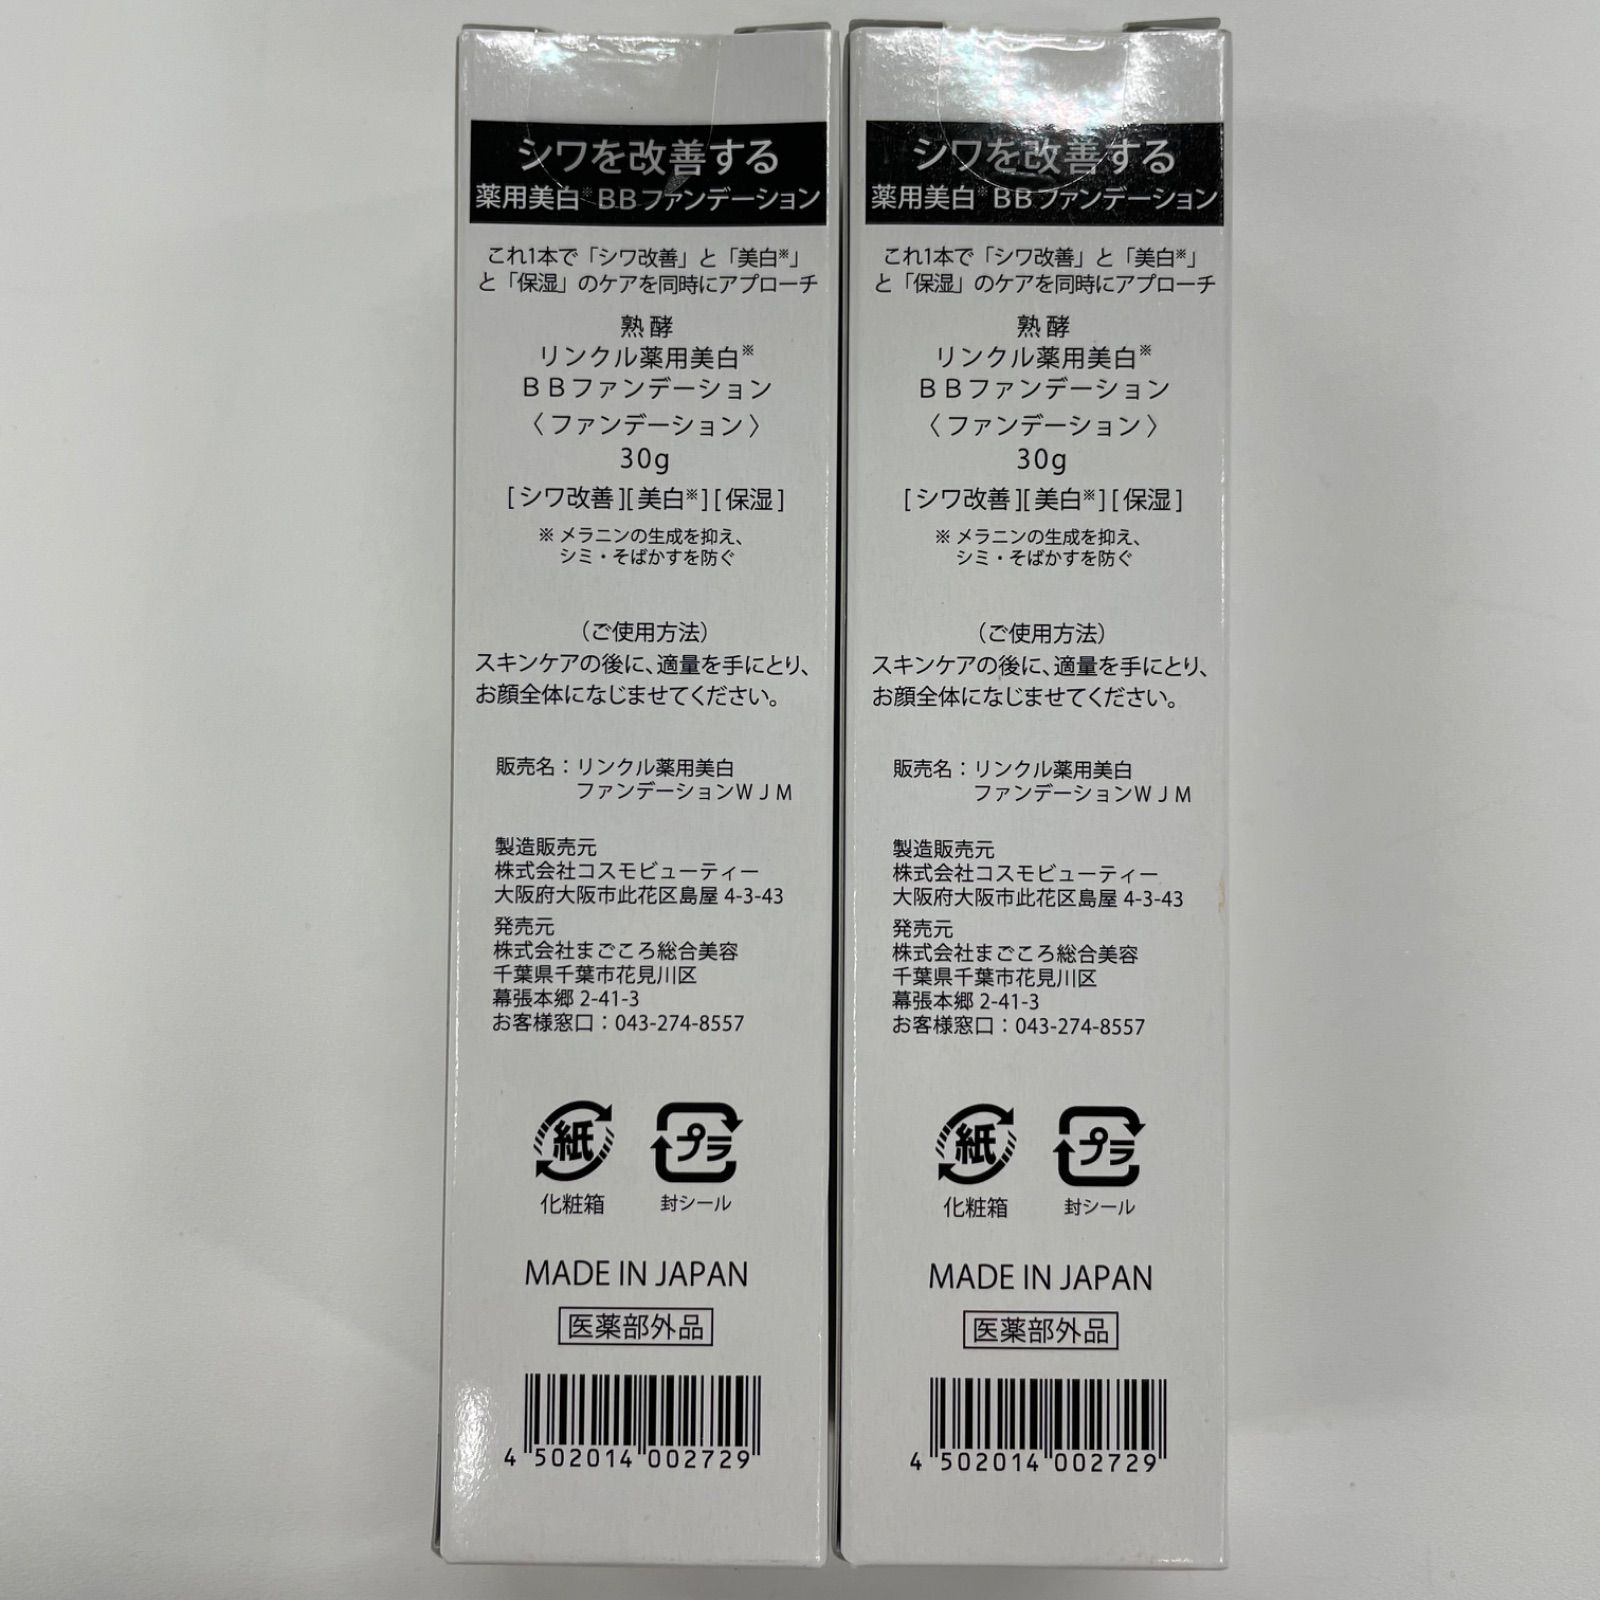 シワを改善する
薬用美白※ BBファンデーション
これ1本で「シワ改善」と「美白※」
と「保湿」のケアを同時にアプローチ
熟酵
リンクル薬用美白※
ＢＢファンデーション
〈ファンデーション〉
30g
[シワ改善][美白※][保湿]
※ メラニンの生成を抑え、
シミ・そばかすを防ぐ
（ご使用方法）
スキンケアの後に、適量を手にとり、
お顔全体になじませてください。
販売名：リンクル薬用美白
ファンデーションＷＪＭ
製造販売元
株式会社コスモビューティー
大阪府大阪市此花区島屋 4-3-43
発売元
株式会社まごころ総合美容
千葉県千葉市花見川区
幕張本郷 2-41-3
お客様窓口：043-274-8557
紙 プラ
化粧箱 封シール
MADE IN JAPAN
医薬部外品
4 502014 002729
シワを改善する
薬用美白※ BBファンデーション
これ1本で「シワ改善」と「美白※」
と「保湿」のケアを同時にアプローチ
熟酵
リンクル薬用美白※
ＢＢファンデーション
〈ファンデーション〉
30g
[シワ改善][美白※][保湿]
※ メラニンの生成を抑え、
シミ・そばかすを防ぐ
（ご使用方法）
スキンケアの後に、適量を手にとり、
お顔全体になじませてください。
販売名：リンクル薬用美白
ファンデーションＷＪＭ
製造販売元
株式会社コスモビューティー
大阪府大阪市此花区島屋 4-3-43
発売元
株式会社まごころ総合美容
千葉県千葉市花見川区
幕張本郷 2-41-3
お客様窓口：043-274-8557
紙 プラ
化粧箱 封シール
MADE IN JAPAN
医薬部外品
4 502014 002729